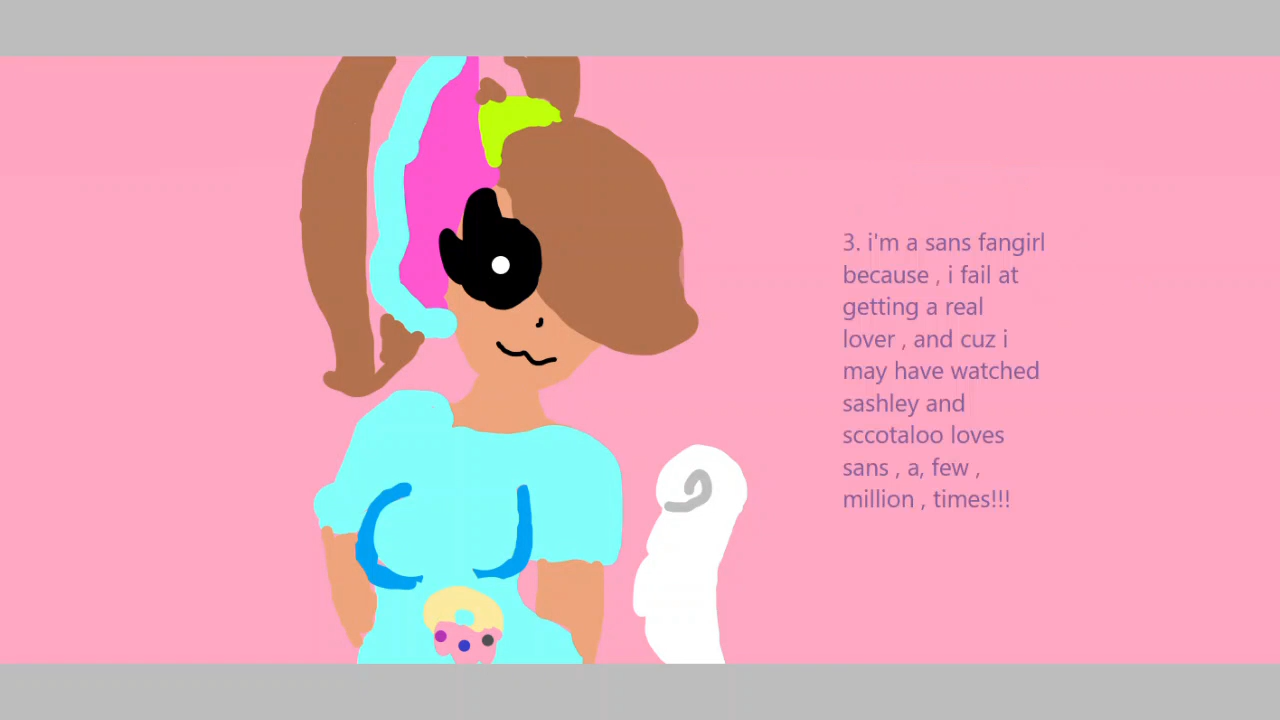 3. i'm a sans fangirl
because , i fail at
getting a real
lover , and cuz i
may have watched
sashley and
sccotaloo loves
sans , a, few ,
million , times!!!